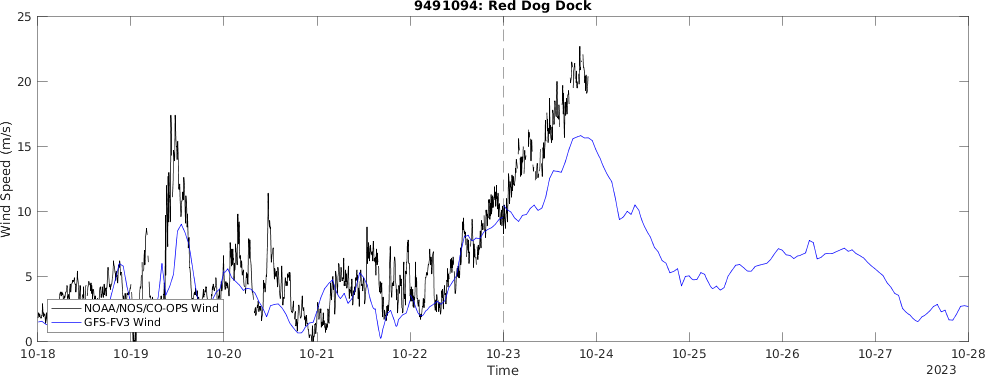 9491094: Red Dog Dock
Wind Speed (m/s)
25
20
15
10
5
0
NOAA/NOS/CO-OPS Wind
GFS-FV3 Wind
10-18 10-19 10-20 10-21 10-22 10-23 10-24 10-25 10-26 10-27 10-28
Time
2023